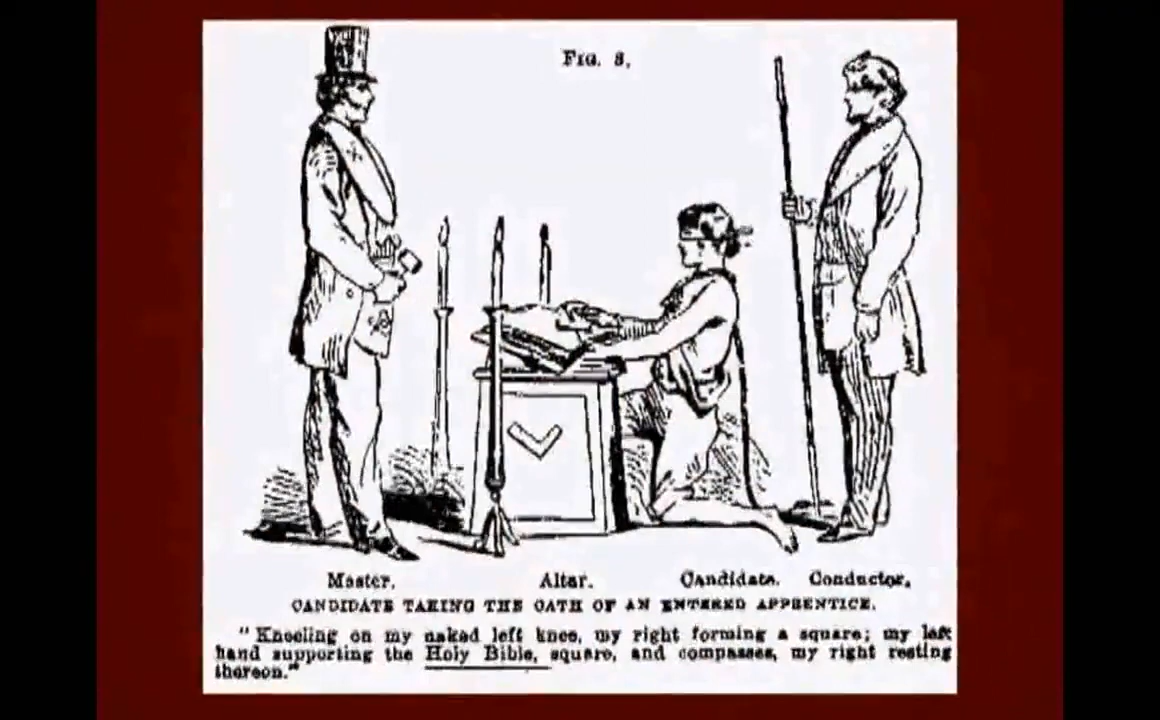 FIG. 8.
Master. Altar. Candidate. Conductor.
CANDIDATE TAKING THE OATH OF AN ENTERED APPRENTICE.
"Kneeling on my naked left knee, my right forming a square; my left
hand supporting the Holy Bible, square, and compasses, my right resting
thereon."